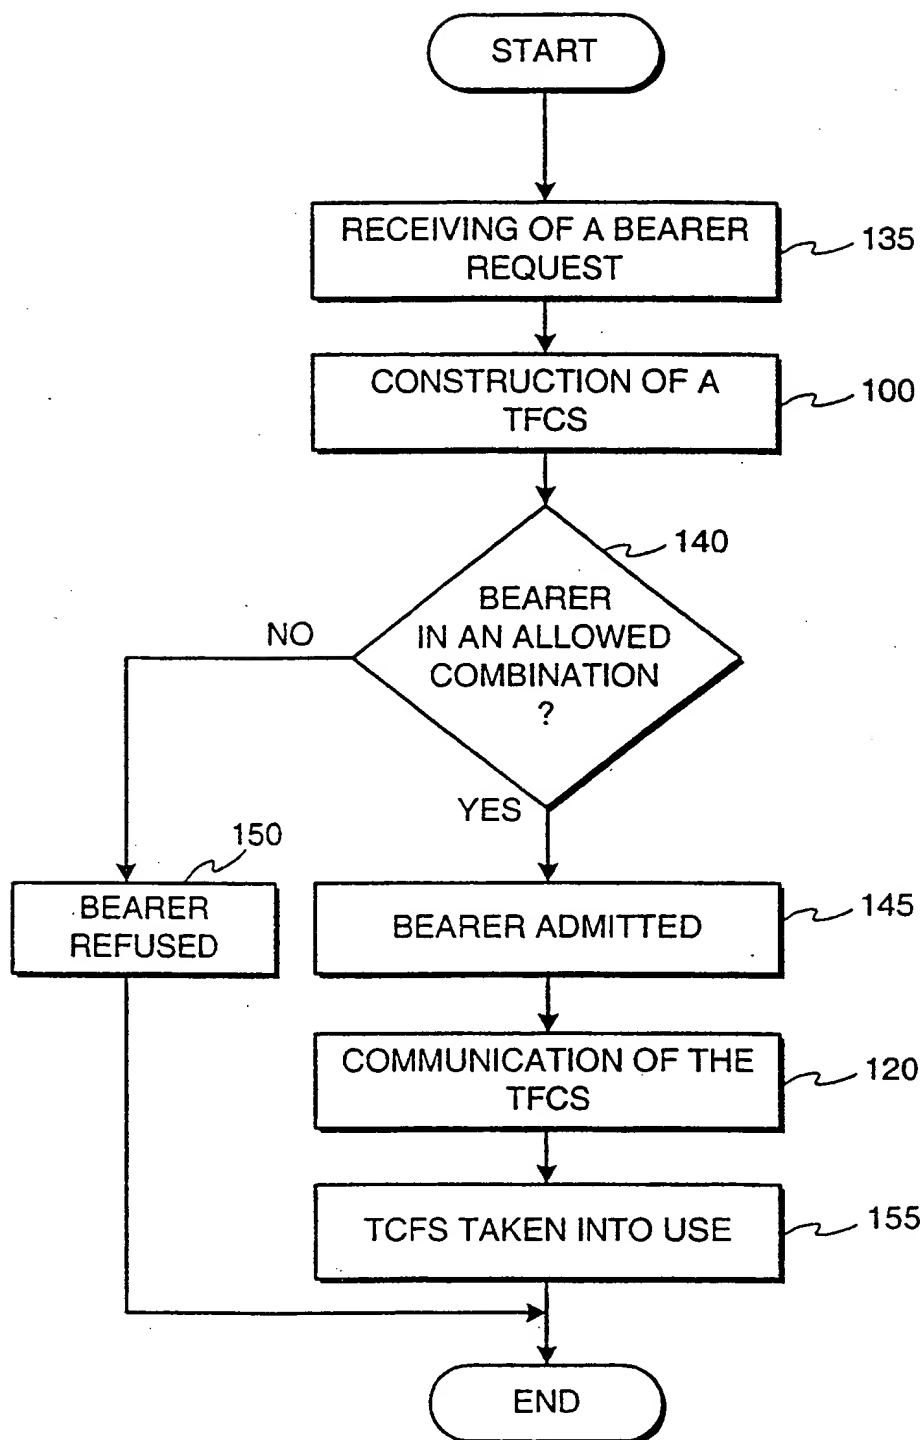 START
RECEIVING OF A BEARER
REQUEST
135
CONSTRUCTION OF A
TFCS
100
140
BEARER
IN AN ALLOWED
COMBINATION
?
NO
YES
150
BEARER
REFUSED
BEARER ADMITTED
145
COMMUNICATION OF THE
TFCS
120
TCFS TAKEN INTO USE
155
END